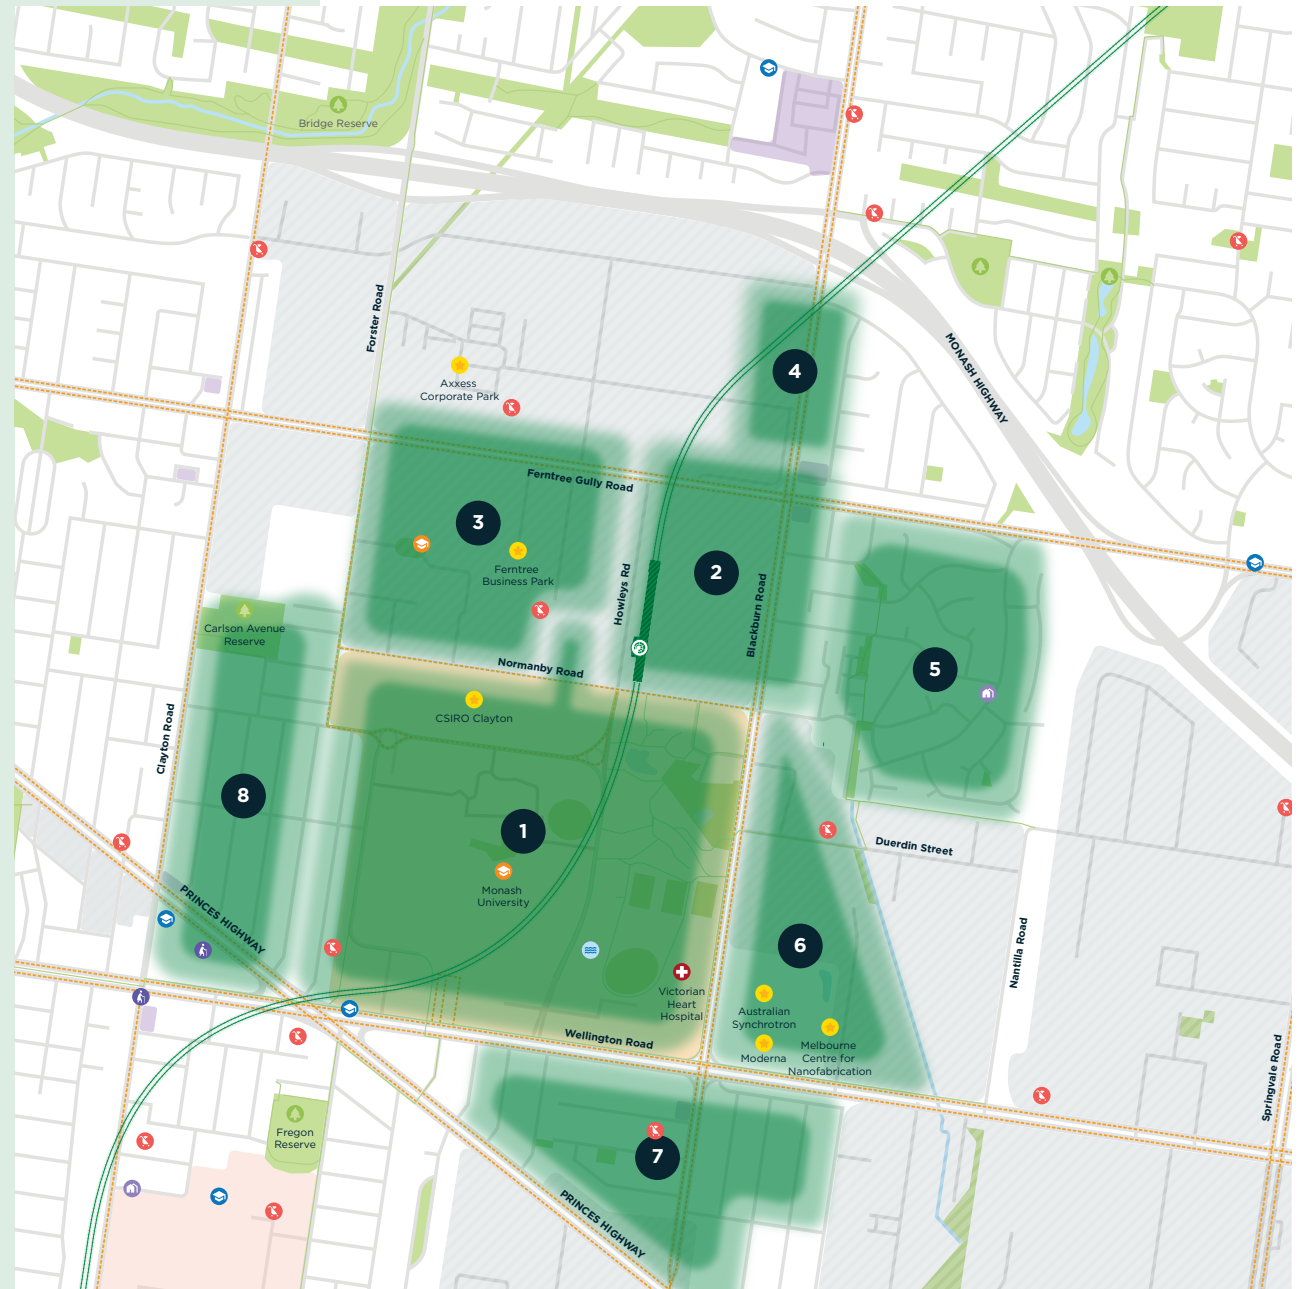 Bridge Reserve
Forster Road
MONASH HIGHWAY
4
Axxess
Corporate Park
Ferntree Gully Road
3
Ferntree
Business Park
2
Howleys Rd
Blackburn Road
Carlson Avenue
Reserve
Normanby Road
5
CSIRO Clayton
Clayton Road
8
1
Duerdin Street
Monash
University
PRINCES HIGHWAY
6
Nantilla Road
Victorian
Heart
Hospital
Australian
Synchrotron
Moderna
Melbourne
Centre for
Nanofabrication
Wellington Road
Springvale Road
Fregon
Reserve
7
PRINCES HIGHWAY